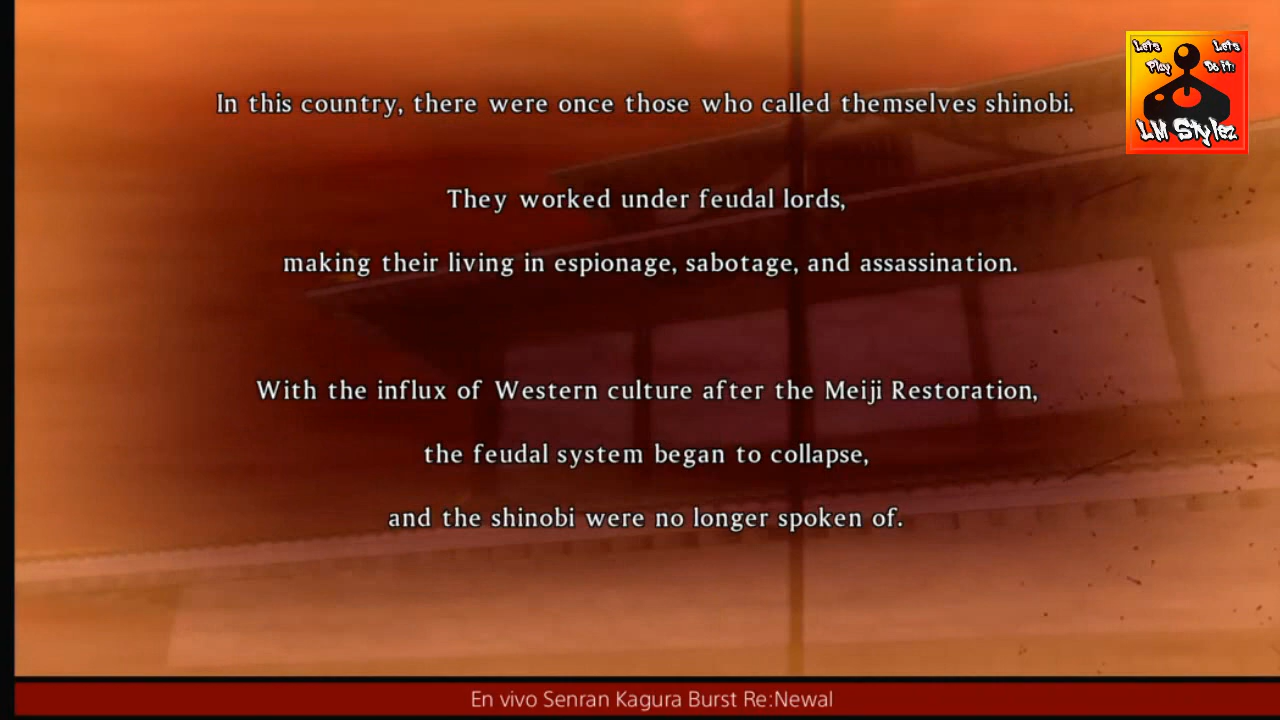 In this country, there were once those who called themselves shinobi.
They worked under feudal lords,
making their living in espionage, sabotage, and assassination.
With the influx of Western culture after the Meiji Restoration,
the feudal system began to collapse,
and the shinobi were no longer spoken of.
Lets Lets
Play Do it!
LM Stylez
En vivo Senran Kagura Burst Re:Newal